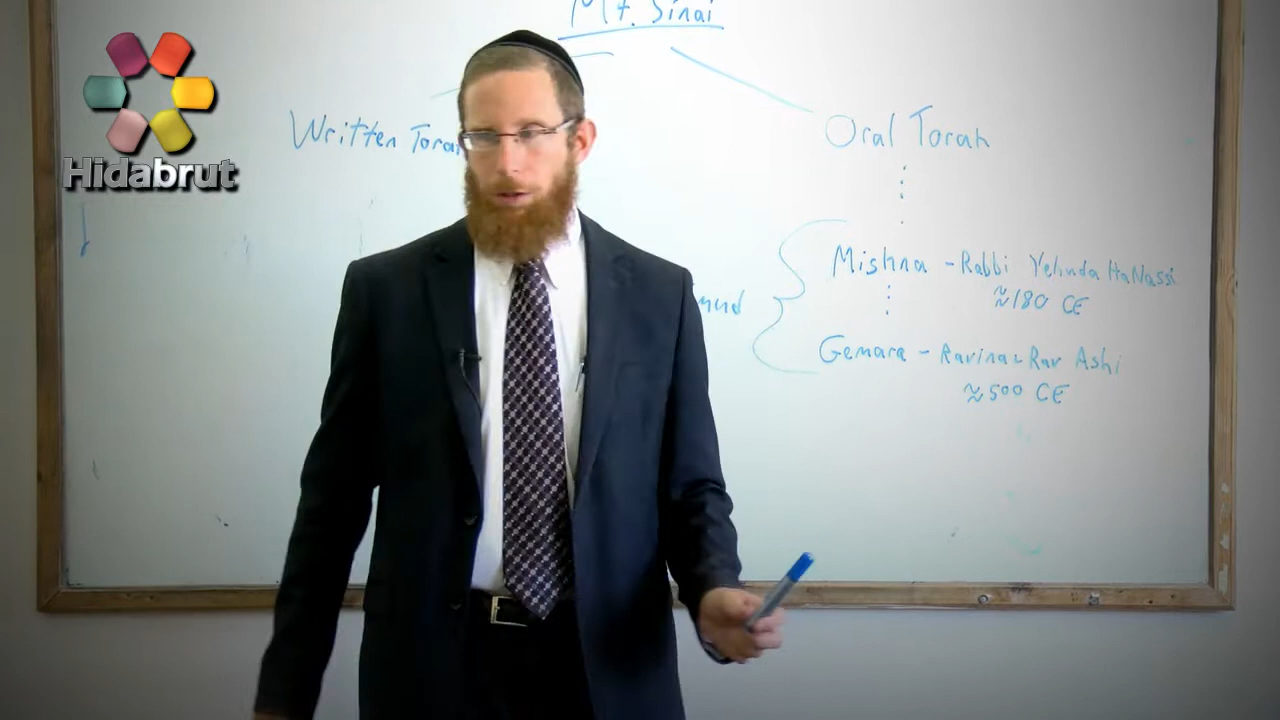 Mt. Sinai
Hidabrut
Written Torah
Oral Torah
Mishna - Rabbi Yehuda HaNassi
≈180 CE
Gemara - Ravina - Rav Ashi
≈500 CE